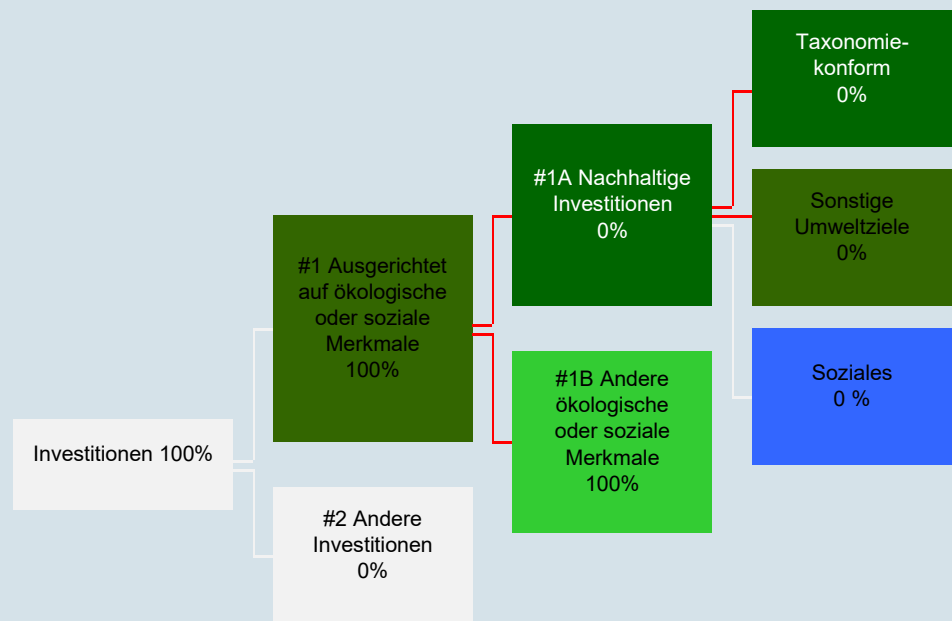 Investitionen 100%
#1 Ausgerichtet
auf ökologische
oder soziale
Merkmale
100%
#2 Andere
Investitionen
0%
#1A Nachhaltige
Investitionen
0%
#1B Andere
ökologische
oder soziale
Merkmale
100%
Taxonomie-
konform
0%
Sonstige
Umweltziele
0%
Soziales
0 %